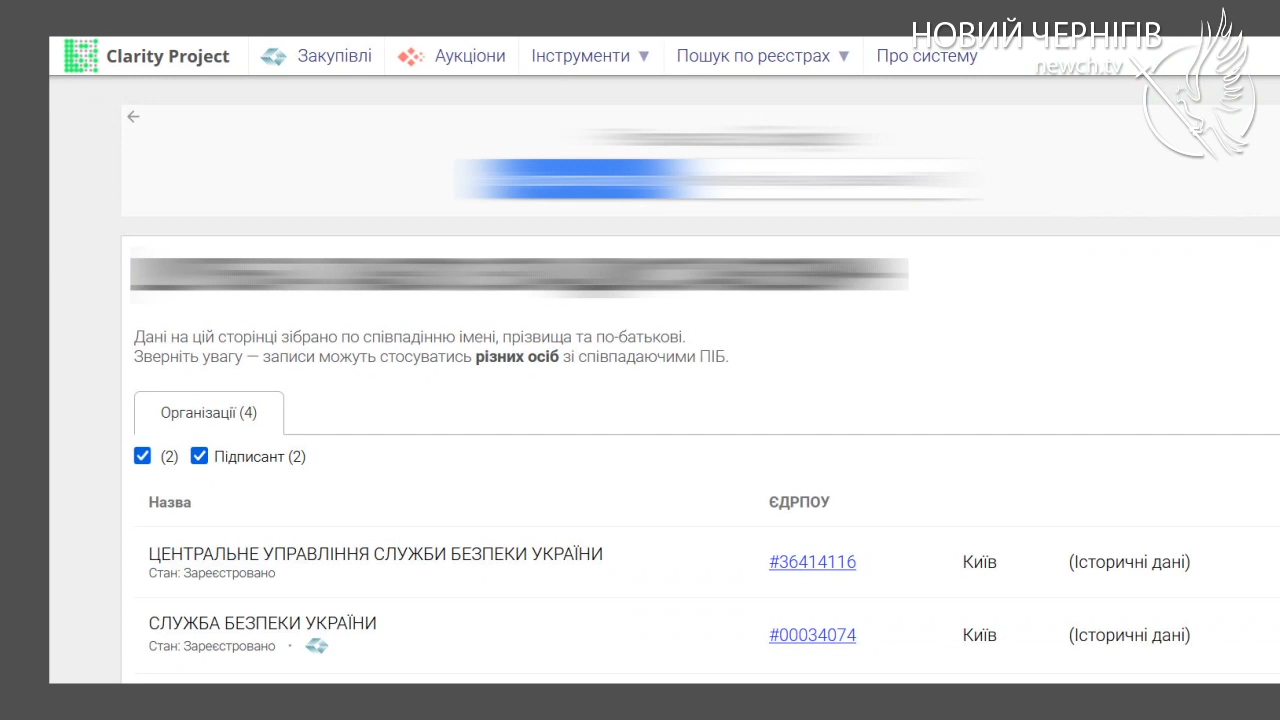 НОВИЙ ЧЕРНІГІВ
newch.tv
Clarity Project Закупівлі Аукціони Інструменти ▼ Пошук по реєстрах ▼ Про систему
←
Дані на цій сторінці зібрано по співпадінню імені, прізвища та по-батькові.
Зверніть увагу — записи можуть стосуватись різних осіб зі співпадаючими ПІБ.
Організації (4)
(2) Підписант (2)
Назва ЄДРПОУ
ЦЕНТРАЛЬНЕ УПРАВЛІННЯ СЛУЖБИ БЕЗПЕКИ УКРАЇНИ
Стан: Зареєстровано
#36414116 Київ (Історичні дані)
СЛУЖБА БЕЗПЕКИ УКРАЇНИ
Стан: Зареєстровано •
#00034074 Київ (Історичні дані)